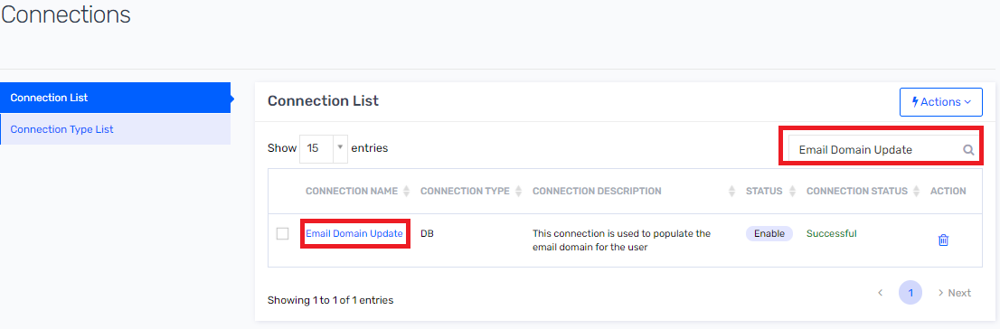 Connections
Connection List
Connection Type List
Connection List
Actions
Show 15 entries
Email Domain Update
CONNECTION NAME CONNECTION TYPE CONNECTION DESCRIPTION STATUS CONNECTION STATUS ACTION
Email Domain Update DB This connection is used to populate the Enable Successful
email domain for the user
Showing 1 to 1 of 1 entries
1 Next